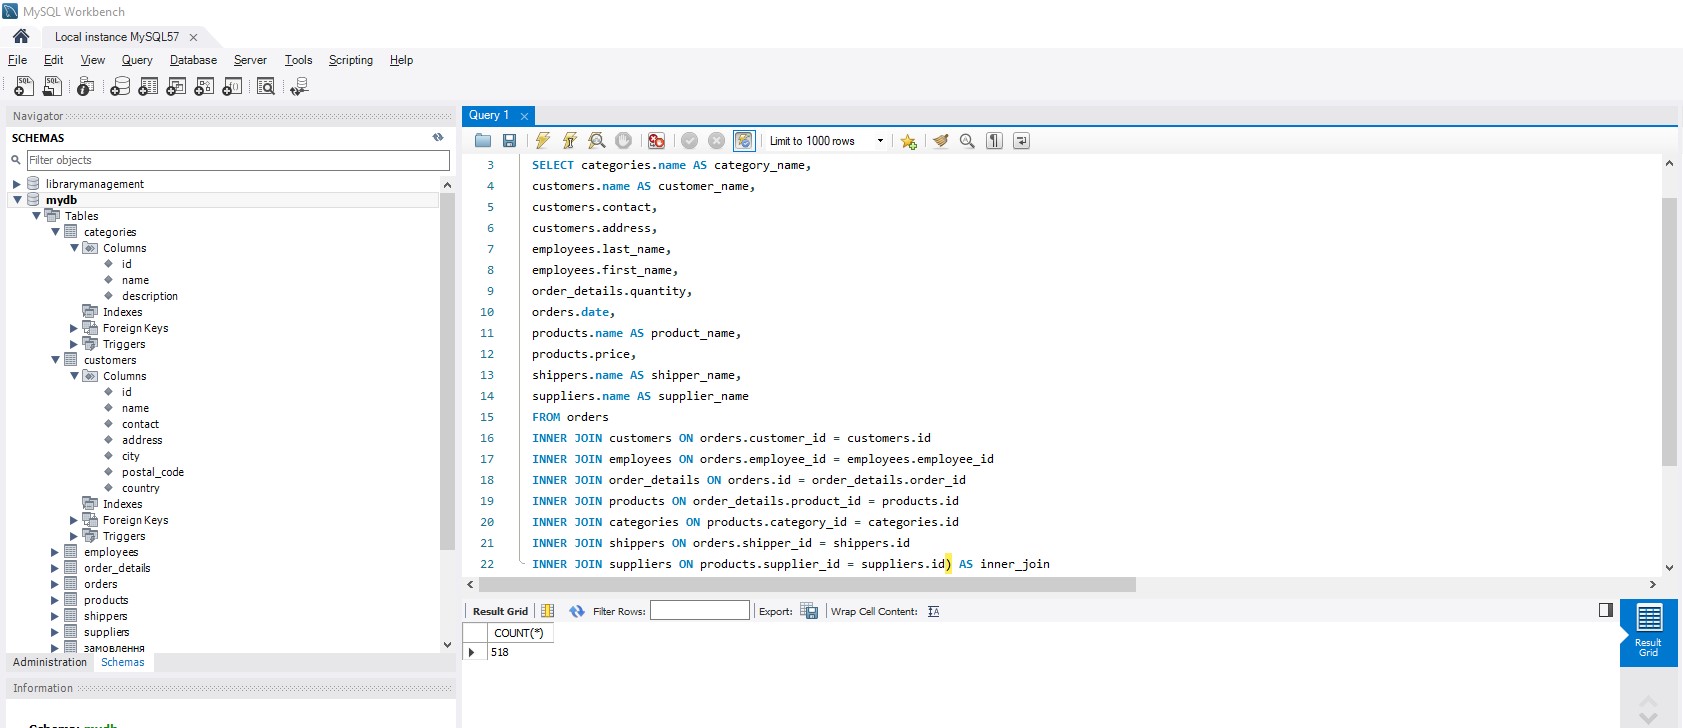 MySQL Workbench
Local instance MySQL57
File Edit View Query Database Server Tools Scripting Help
Navigator
SCHEMAS
Filter objects
librarymanagement
mydb
Tables
categories
Columns
id
name
description
Indexes
Foreign Keys
Triggers
customers
Columns
id
name
contact
address
city
postal_code
country
Indexes
Foreign Keys
Triggers
employees
order_details
orders
products
shippers
suppliers
замовлення
Administration Schemas
Information
Schema: mydb
Query 1
Limit to 1000 rows
3 SELECT categories.name AS category_name,
4 customers.name AS customer_name,
5 customers.contact,
6 customers.address,
7 employees.last_name,
8 employees.first_name,
9 order_details.quantity,
10 orders.date,
11 products.name AS product_name,
12 products.price,
13 shippers.name AS shipper_name,
14 suppliers.name AS supplier_name
15 FROM orders
16 INNER JOIN customers ON orders.customer_id = customers.id
17 INNER JOIN employees ON orders.employee_id = employees.employee_id
18 INNER JOIN order_details ON orders.id = order_details.order_id
19 INNER JOIN products ON order_details.product_id = products.id
20 INNER JOIN categories ON products.category_id = categories.id
21 INNER JOIN shippers ON orders.shipper_id = shippers.id
22 INNER JOIN suppliers ON products.supplier_id = suppliers.id) AS inner_join
Result Grid Filter Rows: Export: Wrap Cell Content:
COUNT(*)
518
Result
Grid